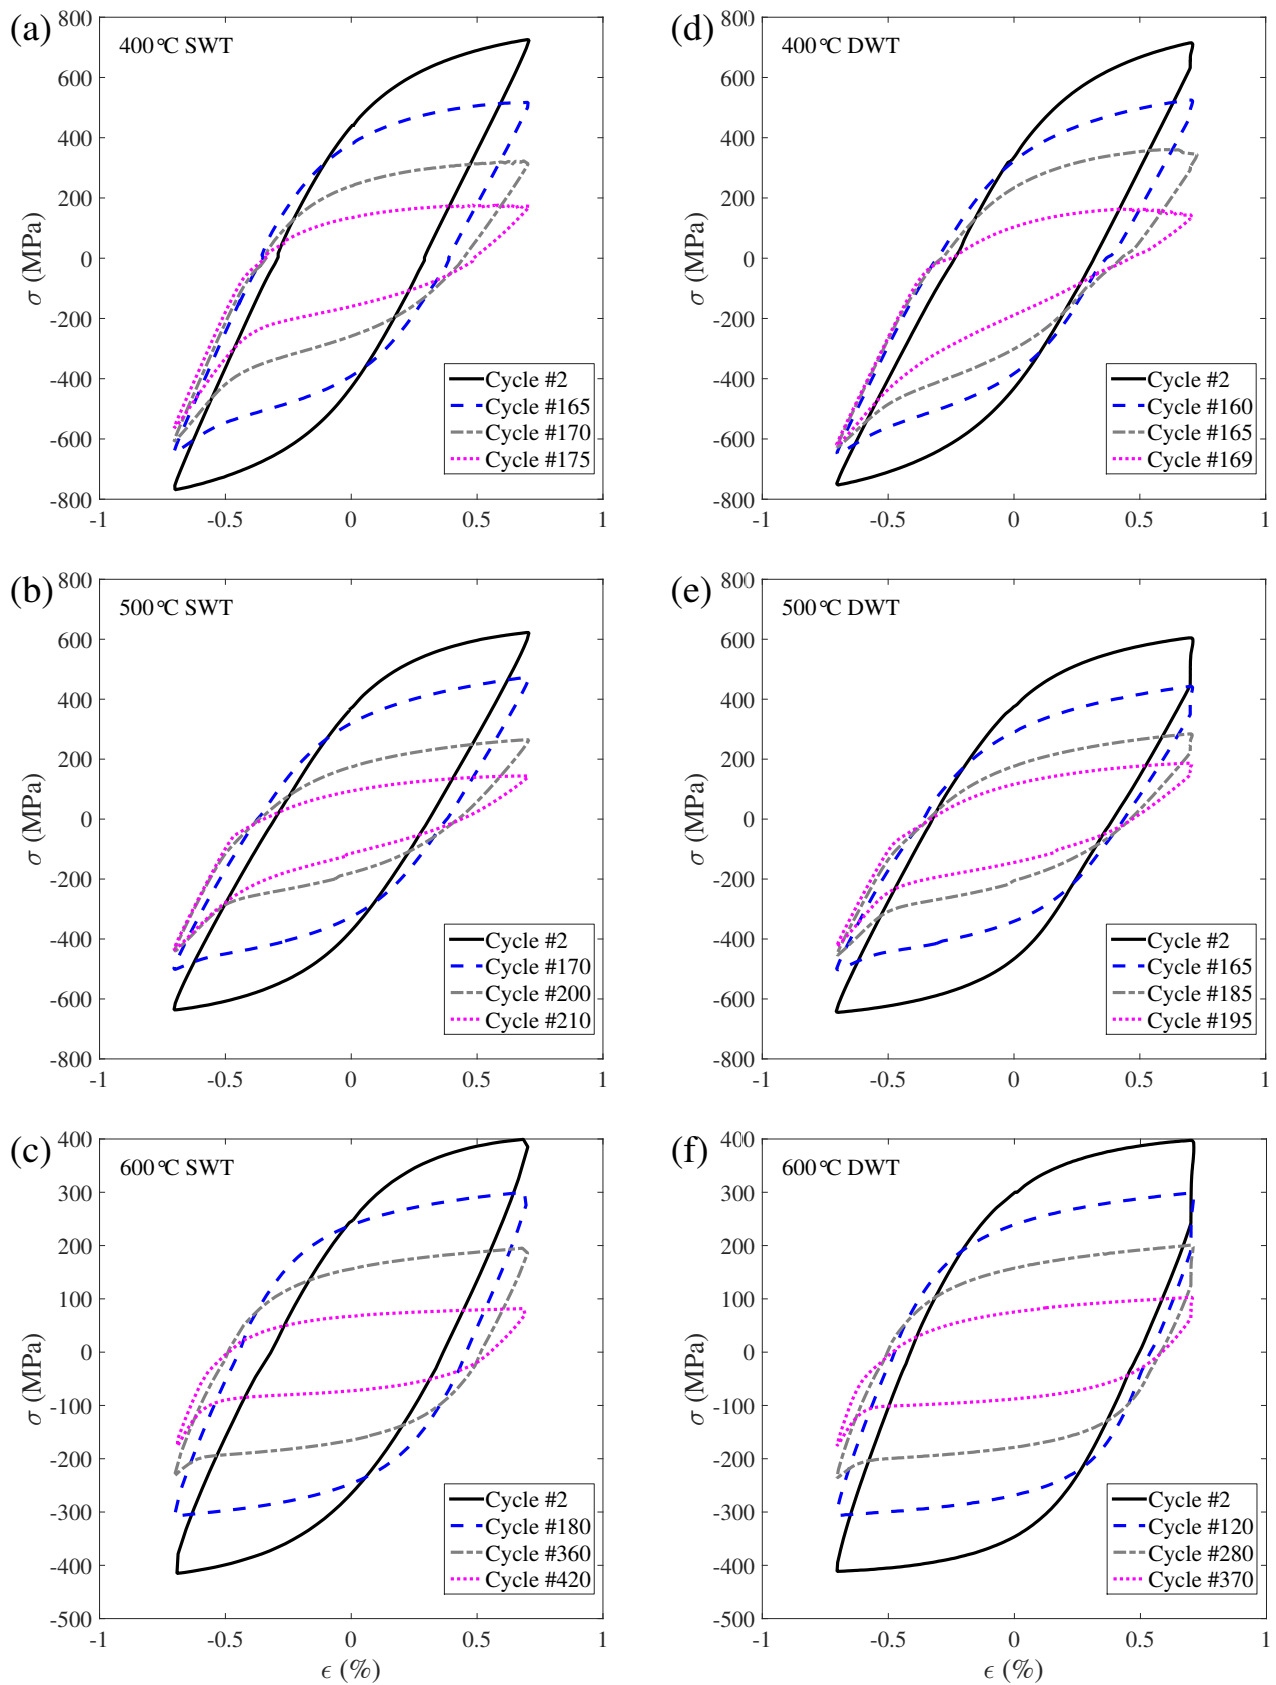 (a)
400°C SWT
800
600
400
200
0
-200
-400
-600
-800
σ (MPa)
-1
-0.5
0
0.5
1
Cycle #2
Cycle #165
Cycle #170
Cycle #175
(d)
400°C DWT
800
600
400
200
0
-200
-400
-600
-800
σ (MPa)
-1
-0.5
0
0.5
1
Cycle #2
Cycle #160
Cycle #165
Cycle #169
(b)
500°C SWT
800
600
400
200
0
-200
-400
-600
-800
σ (MPa)
-1
-0.5
0
0.5
1
Cycle #2
Cycle #170
Cycle #200
Cycle #210
(e)
500°C DWT
800
600
400
200
0
-200
-400
-600
-800
σ (MPa)
-1
-0.5
0
0.5
1
Cycle #2
Cycle #165
Cycle #185
Cycle #195
(c)
600°C SWT
400
300
200
100
0
-100
-200
-300
-400
-500
σ (MPa)
-1
-0.5
0
0.5
1
ϵ (%)
Cycle #2
Cycle #180
Cycle #360
Cycle #420
(f)
600°C DWT
400
300
200
100
0
-100
-200
-300
-400
-500
σ (MPa)
-1
-0.5
0
0.5
1
ϵ (%)
Cycle #2
Cycle #120
Cycle #280
Cycle #370